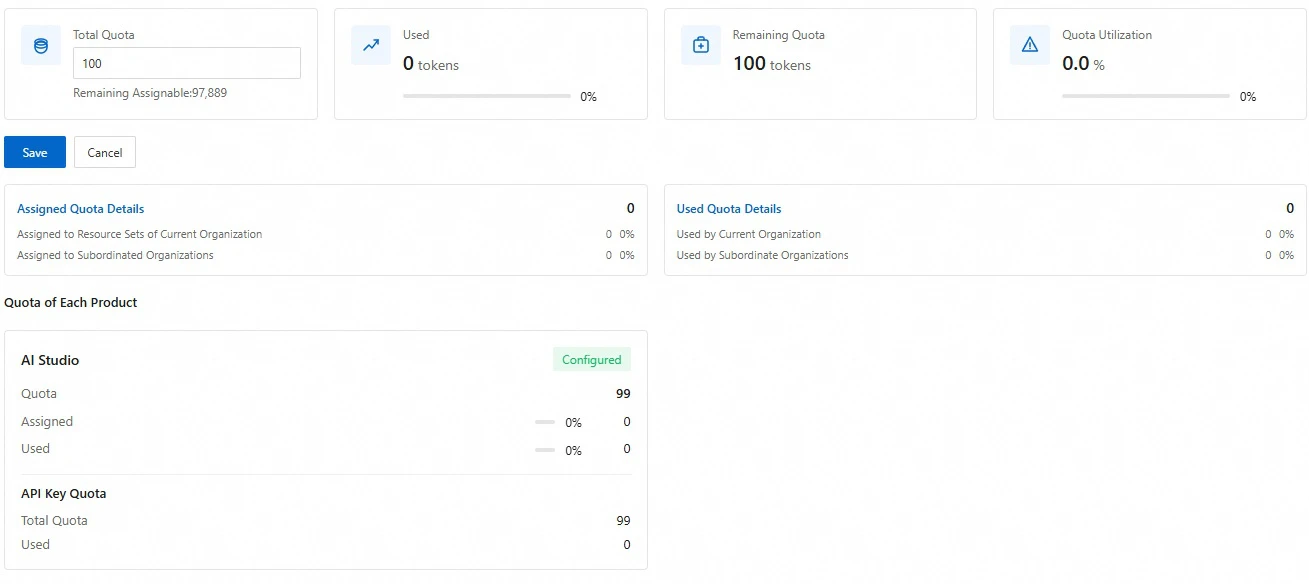 Total Quota
100
Remaining Assignable:97,889
Used
0 tokens
0%
Remaining Quota
100 tokens
Quota Utilization
0.0 %
0%
Save
Cancel
Assigned Quota Details 0
Assigned to Resource Sets of Current Organization 0 0%
Assigned to Subordinated Organizations 0 0%
Used Quota Details 0
Used by Current Organization 0 0%
Used by Subordinate Organizations 0 0%
Quota of Each Product
AI Studio Configured
Quota 99
Assigned 0% 0
Used 0% 0
API Key Quota
Total Quota 99
Used 0